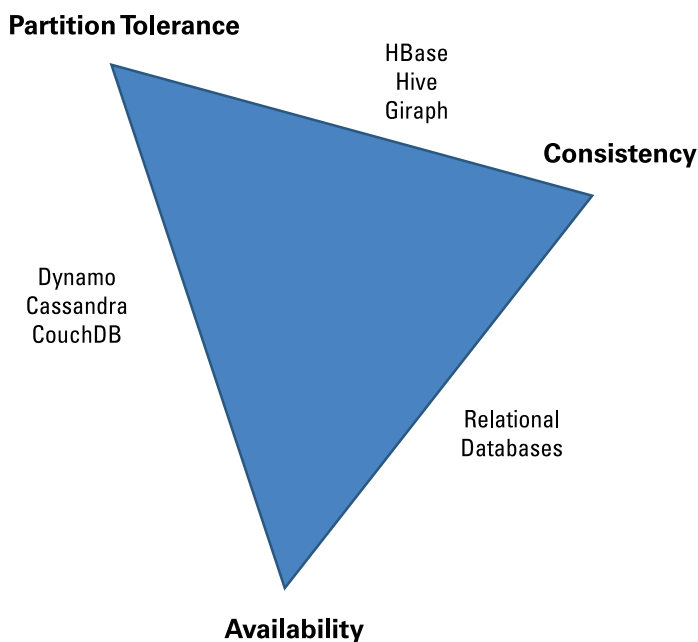 Partition Tolerance
HBase
Hive
Giraph
Consistency
Dynamo
Cassandra
CouchDB
Relational
Databases
Availability